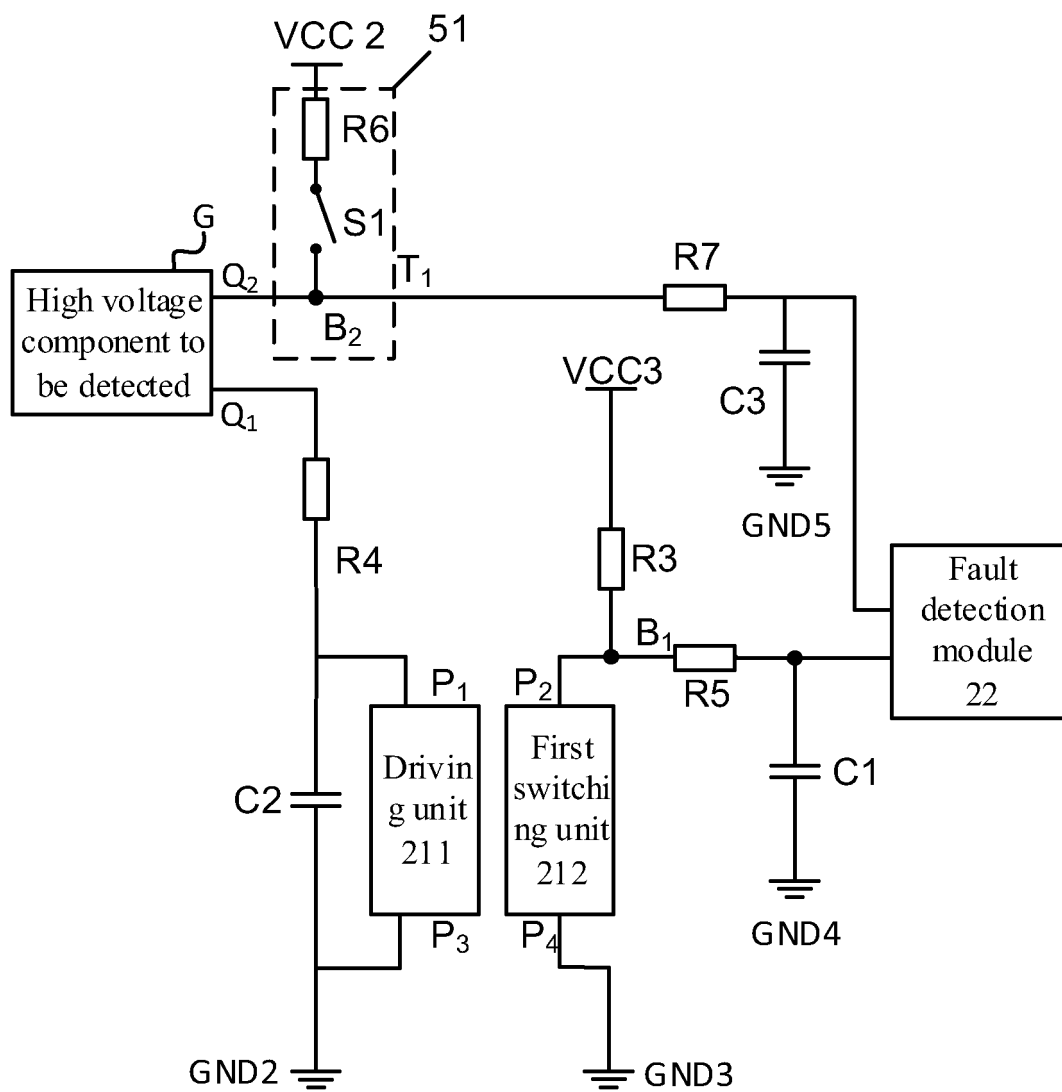 VCC 2
51
R6
S1
G
Q₂
T₁
R7
High voltage
component to
be detected
B₂
VCC3
C3
Q₁
GND5
R4
R3
Fault
detection
module
22
B₁
R5
P₁
P₂
C2
Drivin
g unit
211
First
switchi
ng unit
212
C1
P₃
P₄
GND4
GND2
GND3